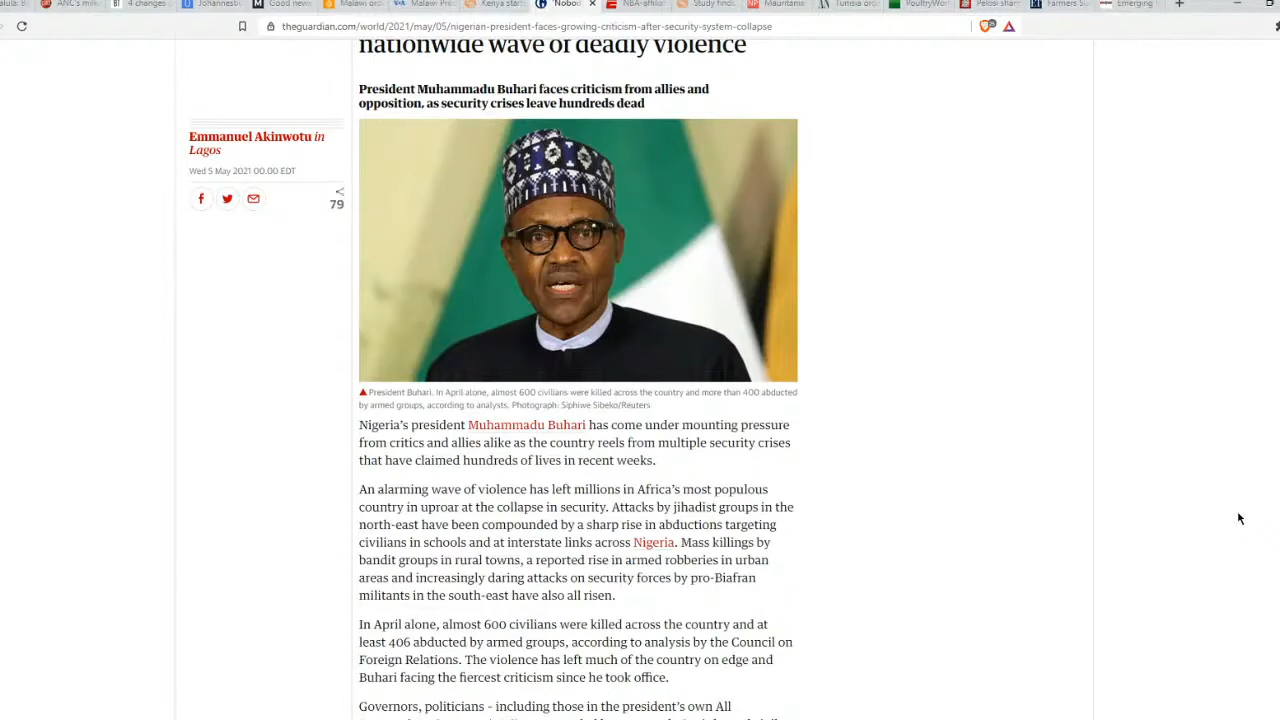 ANC's milk
4 changes
Johannesb
Good news
Malawi or
Malawi Pre
Kenya start
'Nobod
NBA-affilia
Study finds
Mauritania
Tunisia or
PoultryWor
Pelosi shar
Farmers Su
Emerging
theguardian.com/world/2021/may/05/nigerian-president-faces-growing-criticism-after-security-system-collapse
nationwide wave of deadly violence
President Muhammadu Buhari faces criticism from allies and
opposition, as security crises leave hundreds dead
Emmanuel Akinwotu in
Lagos
Wed 5 May 2021 00.00 EDT
79
President Buhari. In April alone, almost 600 civilians were killed across the country and more than 400 abducted
by armed groups, according to analysts. Photograph: Siphiwe Sibeko/Reuters
Nigeria's president Muhammadu Buhari has come under mounting pressure
from critics and allies alike as the country reels from multiple security crises
that have claimed hundreds of lives in recent weeks.
An alarming wave of violence has left millions in Africa's most populous
country in uproar at the collapse in security. Attacks by jihadist groups in the
north-east have been compounded by a sharp rise in abductions targeting
civilians in schools and at interstate links across Nigeria. Mass killings by
bandit groups in rural towns, a reported rise in armed robberies in urban
areas and increasingly daring attacks on security forces by pro-Biafran
militants in the south-east have also all risen.
In April alone, almost 600 civilians were killed across the country and at
least 406 abducted by armed groups, according to analysis by the Council on
Foreign Relations. The violence has left much of the country on edge and
Buhari facing the fiercest criticism since he took office.
Governors, politicians - including those in the president's own All